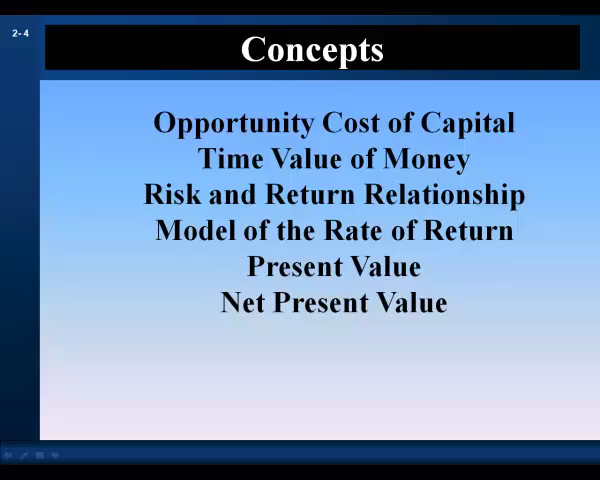 2- 4
Concepts
Opportunity Cost of Capital
Time Value of Money
Risk and Return Relationship
Model of the Rate of Return
Present Value
Net Present Value